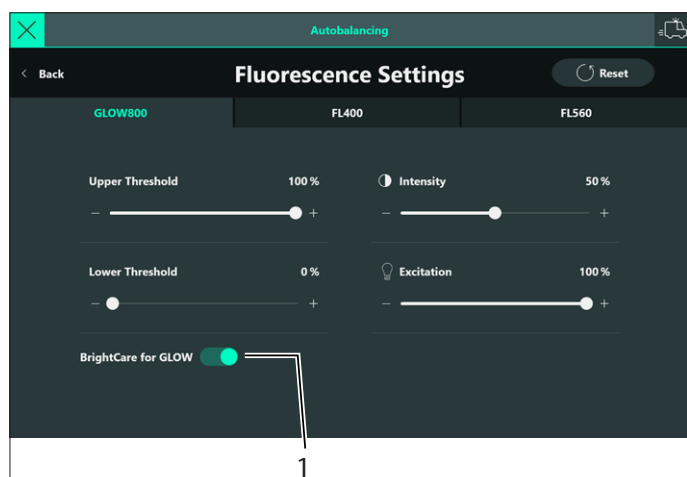 Autobalancing
< Back
Fluorescence Settings
Reset
GLOW800
FL400
FL560
Upper Threshold 100 %
Intensity 50 %
− +
− +
Lower Threshold 0 %
Excitation 100 %
− +
− +
BrightCare for GLOW
1